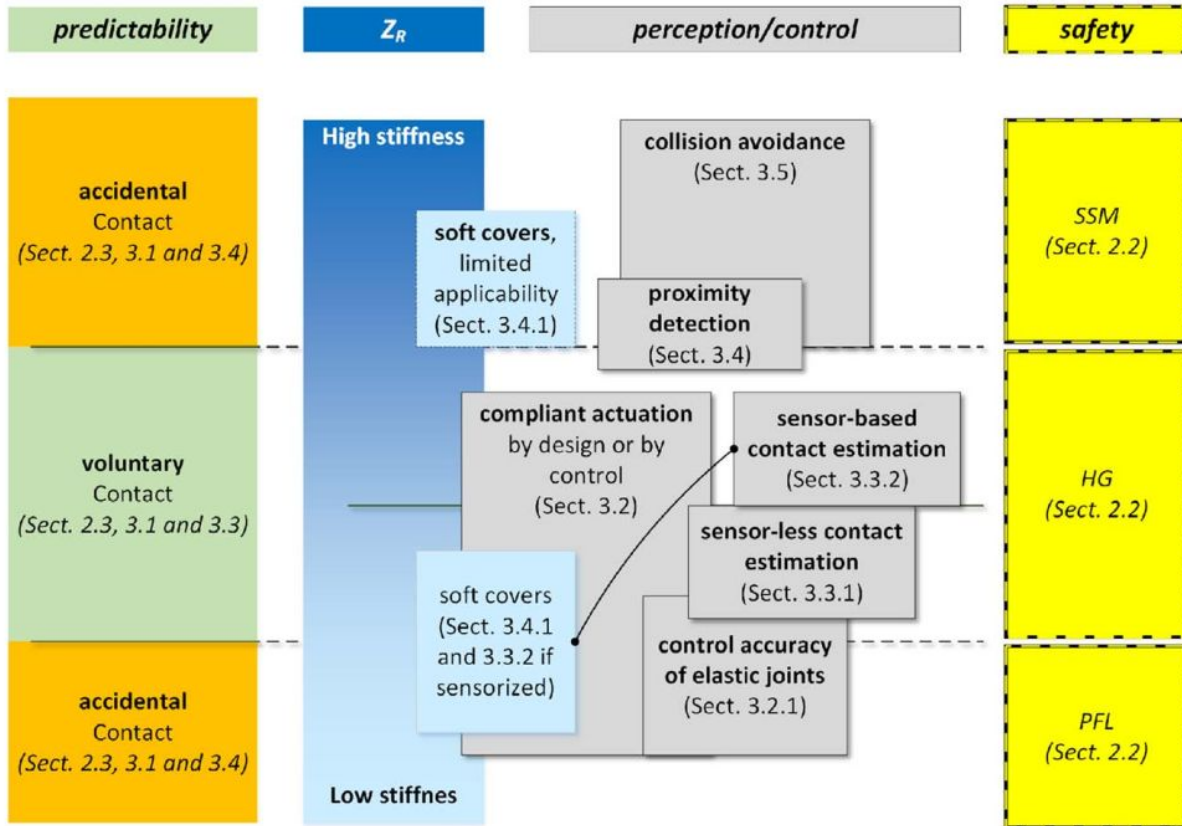 predictability
Z_R
perception/control
safety
accidental
Contact
(Sect. 2.3, 3.1 and 3.4)
voluntary
Contact
(Sect. 2.3, 3.1 and 3.3)
accidental
Contact
(Sect. 2.3, 3.1 and 3.4)
High stiffness
Low stiffnes
soft covers,
limited
applicability
(Sect. 3.4.1)
collision avoidance
(Sect. 3.5)
proximity
detection
(Sect. 3.4)
compliant actuation
by design or by
control
(Sect. 3.2)
sensor-based
contact estimation
(Sect. 3.3.2)
sensor-less contact
estimation
(Sect. 3.3.1)
soft covers
(Sect. 3.4.1
and 3.3.2 if
sensorized)
control accuracy
of elastic joints
(Sect. 3.2.1)
SSM
(Sect. 2.2)
HG
(Sect. 2.2)
PFL
(Sect. 2.2)